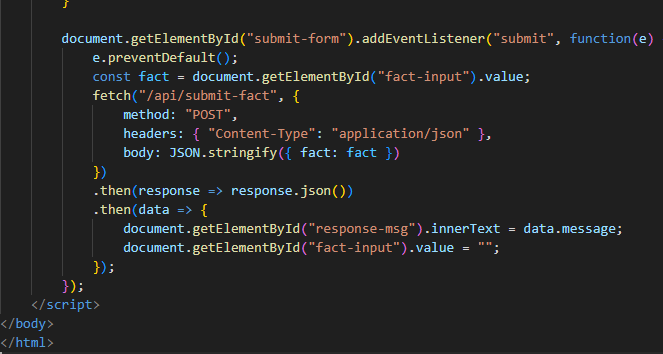 }
document.getElementById("submit-form").addEventListener("submit", function(e)
e.preventDefault();
const fact = document.getElementById("fact-input").value;
fetch("/api/submit-fact", {
method: "POST",
headers: { "Content-Type": "application/json" },
body: JSON.stringify({ fact: fact })
})
.then(response => response.json())
.then(data => {
document.getElementById("response-msg").innerText = data.message;
document.getElementById("fact-input").value = "";
});
});
</script>
</body>
</html>